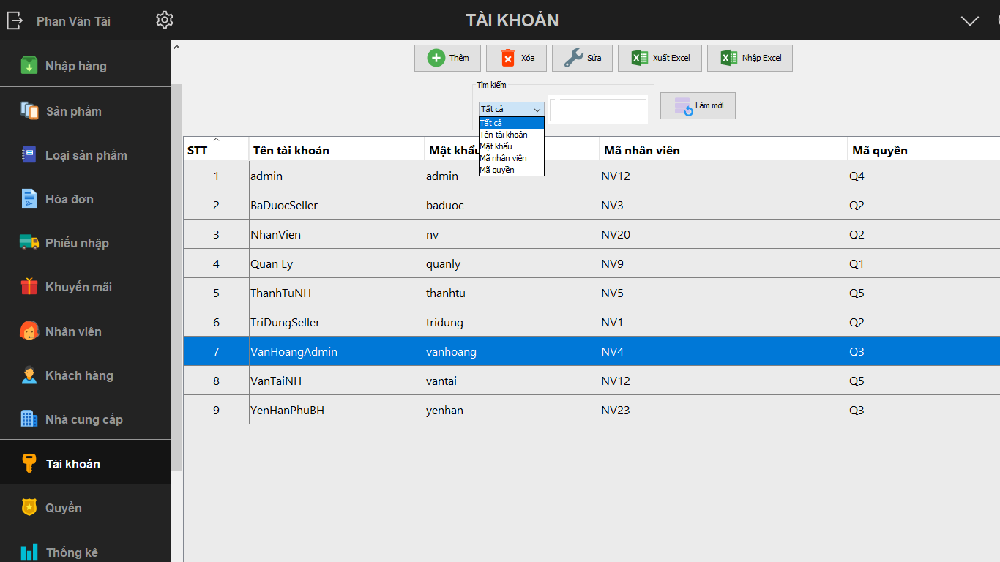 Phan Văn Tài
TÀI KHOẢN
Nhập hàng
Sản phẩm
Loại sản phẩm
Hóa đơn
Phiếu nhập
Khuyến mãi
Nhân viên
Khách hàng
Nhà cung cấp
Tài khoản
Quyền
Thống kê
Thêm
Xóa
Sửa
Xuất Excel
Nhập Excel
Tìm kiếm
Tất cả
Làm mới
Tất cả
Tên tài khoản
Mật khẩu
Mã nhân viên
Mã quyền
STT Tên tài khoản Mật khẩu Mã nhân viên Mã quyền
1 admin admin NV12 Q4
2 BaDuocSeller baduoc NV3 Q2
3 NhanVien nv NV20 Q2
4 Quan Ly quanly NV9 Q1
5 ThanhTuNH thanhtu NV5 Q5
6 TriDungSeller tridung NV1 Q2
7 VanHoangAdmin vanhoang NV4 Q3
8 VanTaiNH vantai NV12 Q5
9 YenHanPhuBH yenhan NV23 Q3